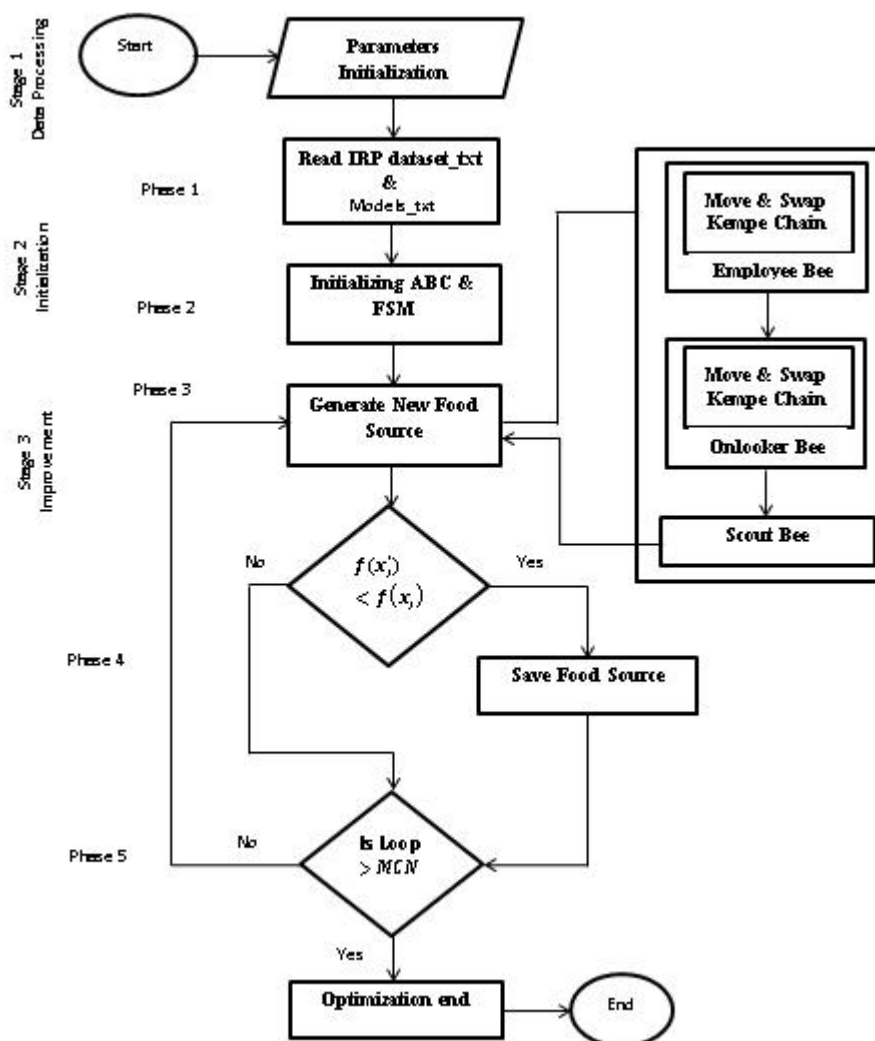 Start
Parameters
Initialization
Stage 1
Data Processing
Read IRP dataset_txt
&
Models_txt
Phase 1
Stage 2
Initialization
Initializing ABC &
FSM
Phase 2
Phase 3
Generate New Food
Source
Stage 3
Improvement
Move & Swap
Kempe Chain
Employee Bee
Move & Swap
Kempe Chain
Onlooker Bee
Scout Bee
No
f(x'ⱼ)
< f(xⱼ)
Yes
Phase 4
Save Food Source
Phase 5
No
Is Loop
> MCN
Yes
Optimization end
End